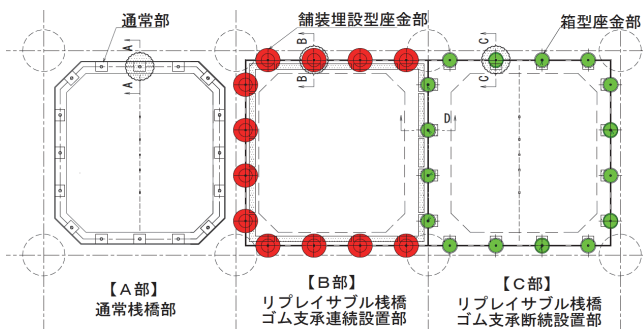 通常部
舗装埋設型座金部
箱型座金部
A
A
B
B
C
C
D
【A部】
通常桟橋部
【B部】
リプレイサブル桟橋
ゴム支承連続設置部
【C部】
リプレイサブル桟橋
ゴム支承断続設置部